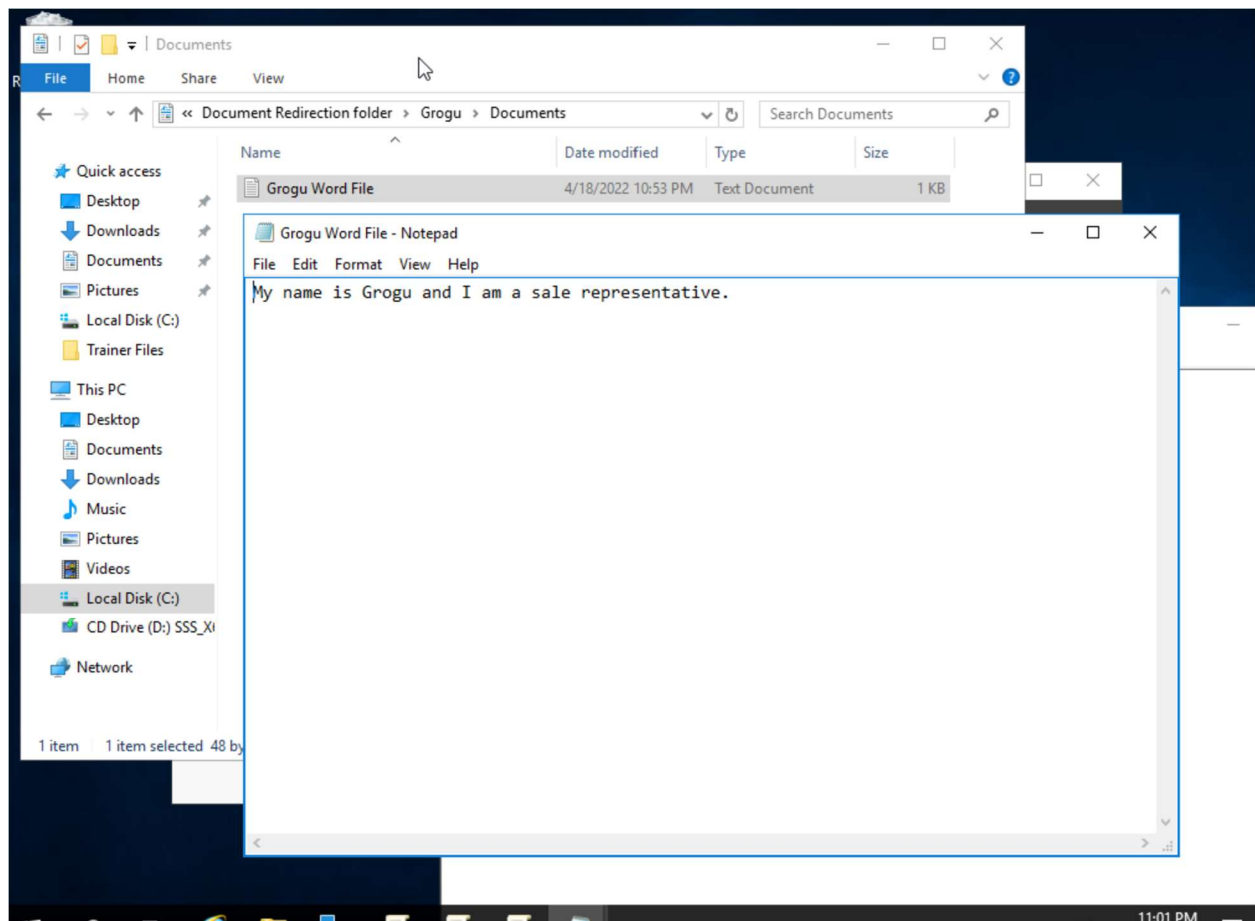 Documents
File Home Share View
« Document Redirection folder › Grogu › Documents
Search Documents
Name Date modified Type Size
Quick access
Desktop
Downloads
Documents
Pictures
Local Disk (C:)
Trainer Files
This PC
Desktop
Documents
Downloads
Music
Pictures
Videos
Local Disk (C:)
CD Drive (D:)
Network
Grogu Word File 4/18/2022 10:53 PM Text Document 1 KB
1 item 1 item selected 48
Grogu Word File - Notepad
File Edit Format View Help
My name is Grogu and I am a sale representative.
11:01 PM